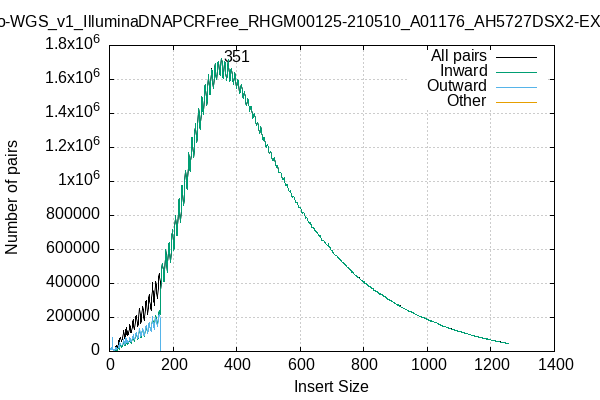 o-WGS_v1_IlluminaDNAPCRFree_RHGM00125-210510_A01176_AH5727DSX2-EX
351
All pairs
Inward
Outward
Other
1.8x10^6
1.6x10^6
1.4x10^6
1.2x10^6
1x10^6
800000
600000
400000
200000
0
Number of pairs
0 200 400 600 800 1000 1200 1400
Insert Size